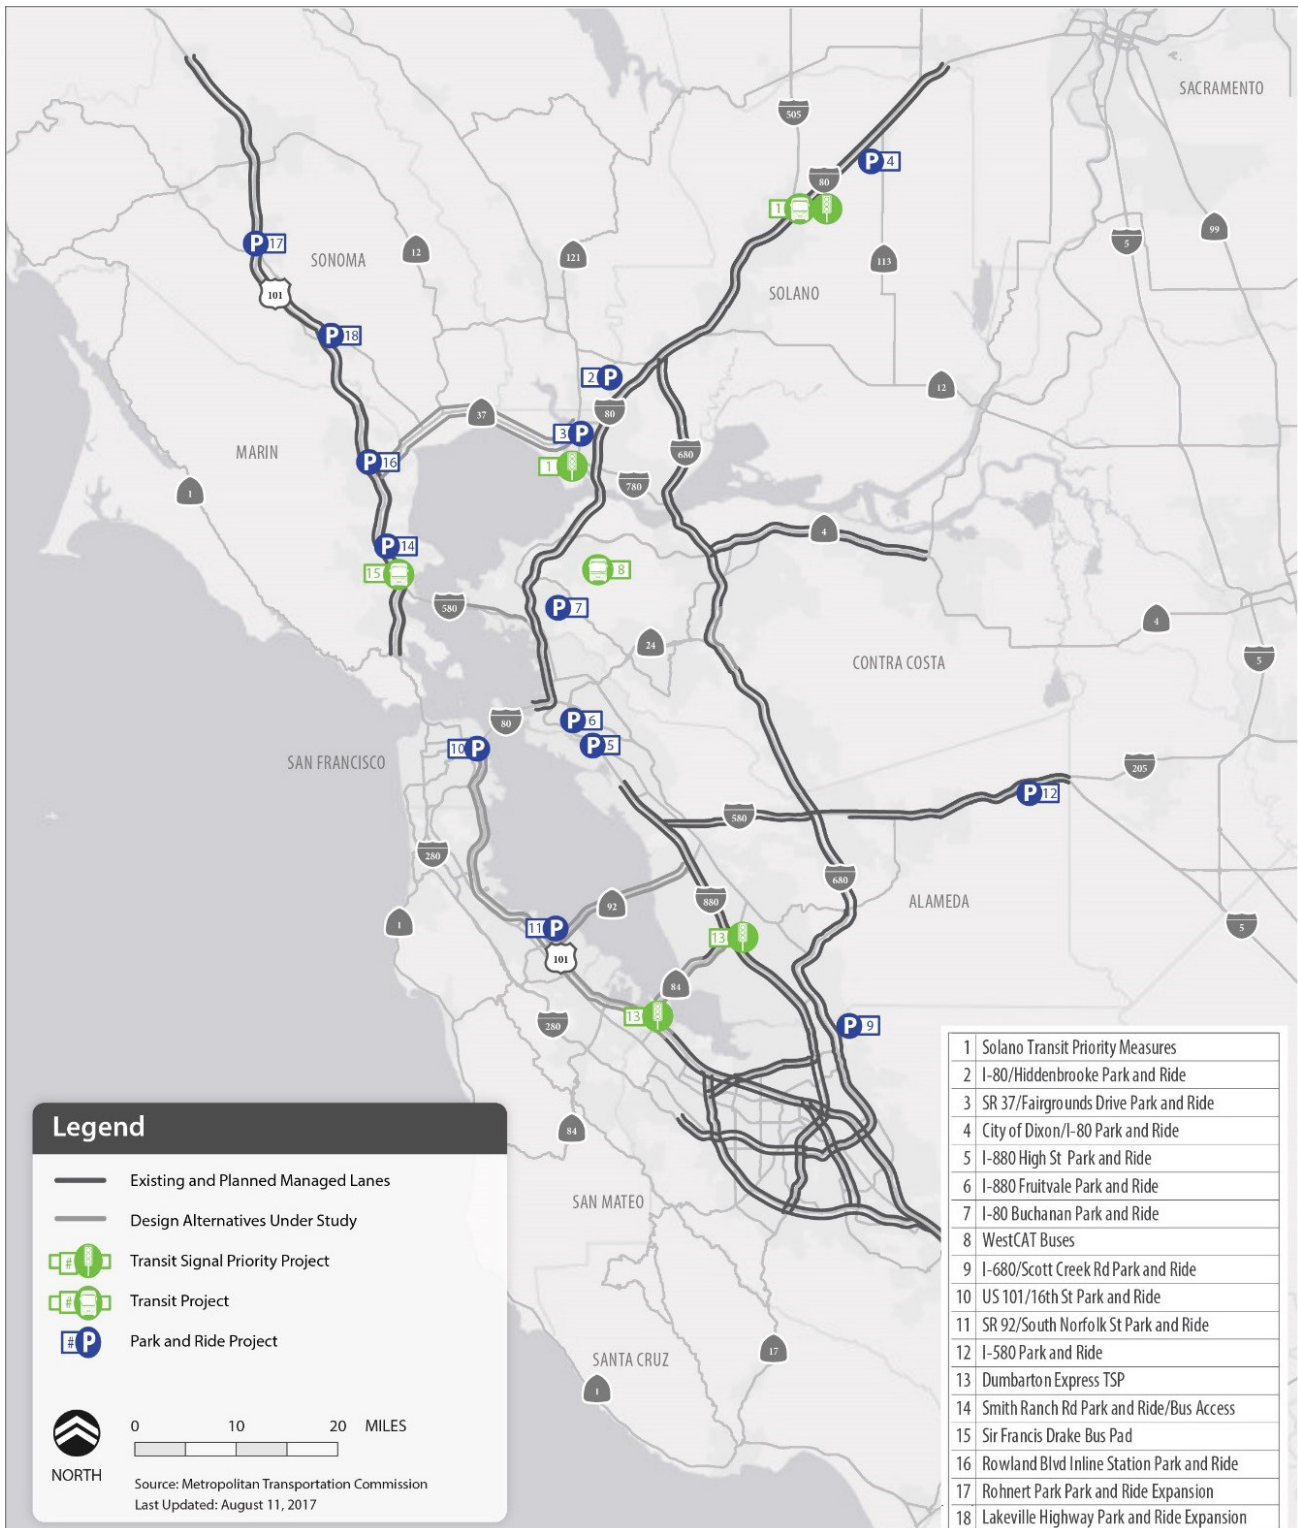 SACRAMENTO
505
P 4
80
1
99
P 17
SONOMA
12
121
5
113
SOLANO
101
P 18
2 P
12
80
37
3 P
MARIN
P 16
680
1
1
780
4
P 14
15
8
580
P 7
4
24
5
CONTRA COSTA
80
P 6
10 P
P 5
SAN FRANCISCO
205
P 12
580
280
680
880
ALAMEDA
92
1
11 P
5
13
101
84
13
280
P 9
84
SAN MATEO
17
SANTA CRUZ
1
Legend
Existing and Planned Managed Lanes
Design Alternatives Under Study
# Transit Signal Priority Project
# Transit Project
# P Park and Ride Project
0 10 20 MILES
NORTH
Source: Metropolitan Transportation Commission
Last Updated: August 11, 2017
1 Solano Transit Priority Measures
2 I-80/Hiddenbrooke Park and Ride
3 SR 37/Fairgrounds Drive Park and Ride
4 City of Dixon/I-80 Park and Ride
5 I-880 High St Park and Ride
6 I-880 Fruitvale Park and Ride
7 I-80 Buchanan Park and Ride
8 WestCAT Buses
9 I-680/Scott Creek Rd Park and Ride
10 US 101/16th St Park and Ride
11 SR 92/South Norfolk St Park and Ride
12 I-580 Park and Ride
13 Dumbarton Express TSP
14 Smith Ranch Rd Park and Ride/Bus Access
15 Sir Francis Drake Bus Pad
16 Rowland Blvd Inline Station Park and Ride
17 Rohnert Park Park and Ride Expansion
18 Lakeville Highway Park and Ride Expansion